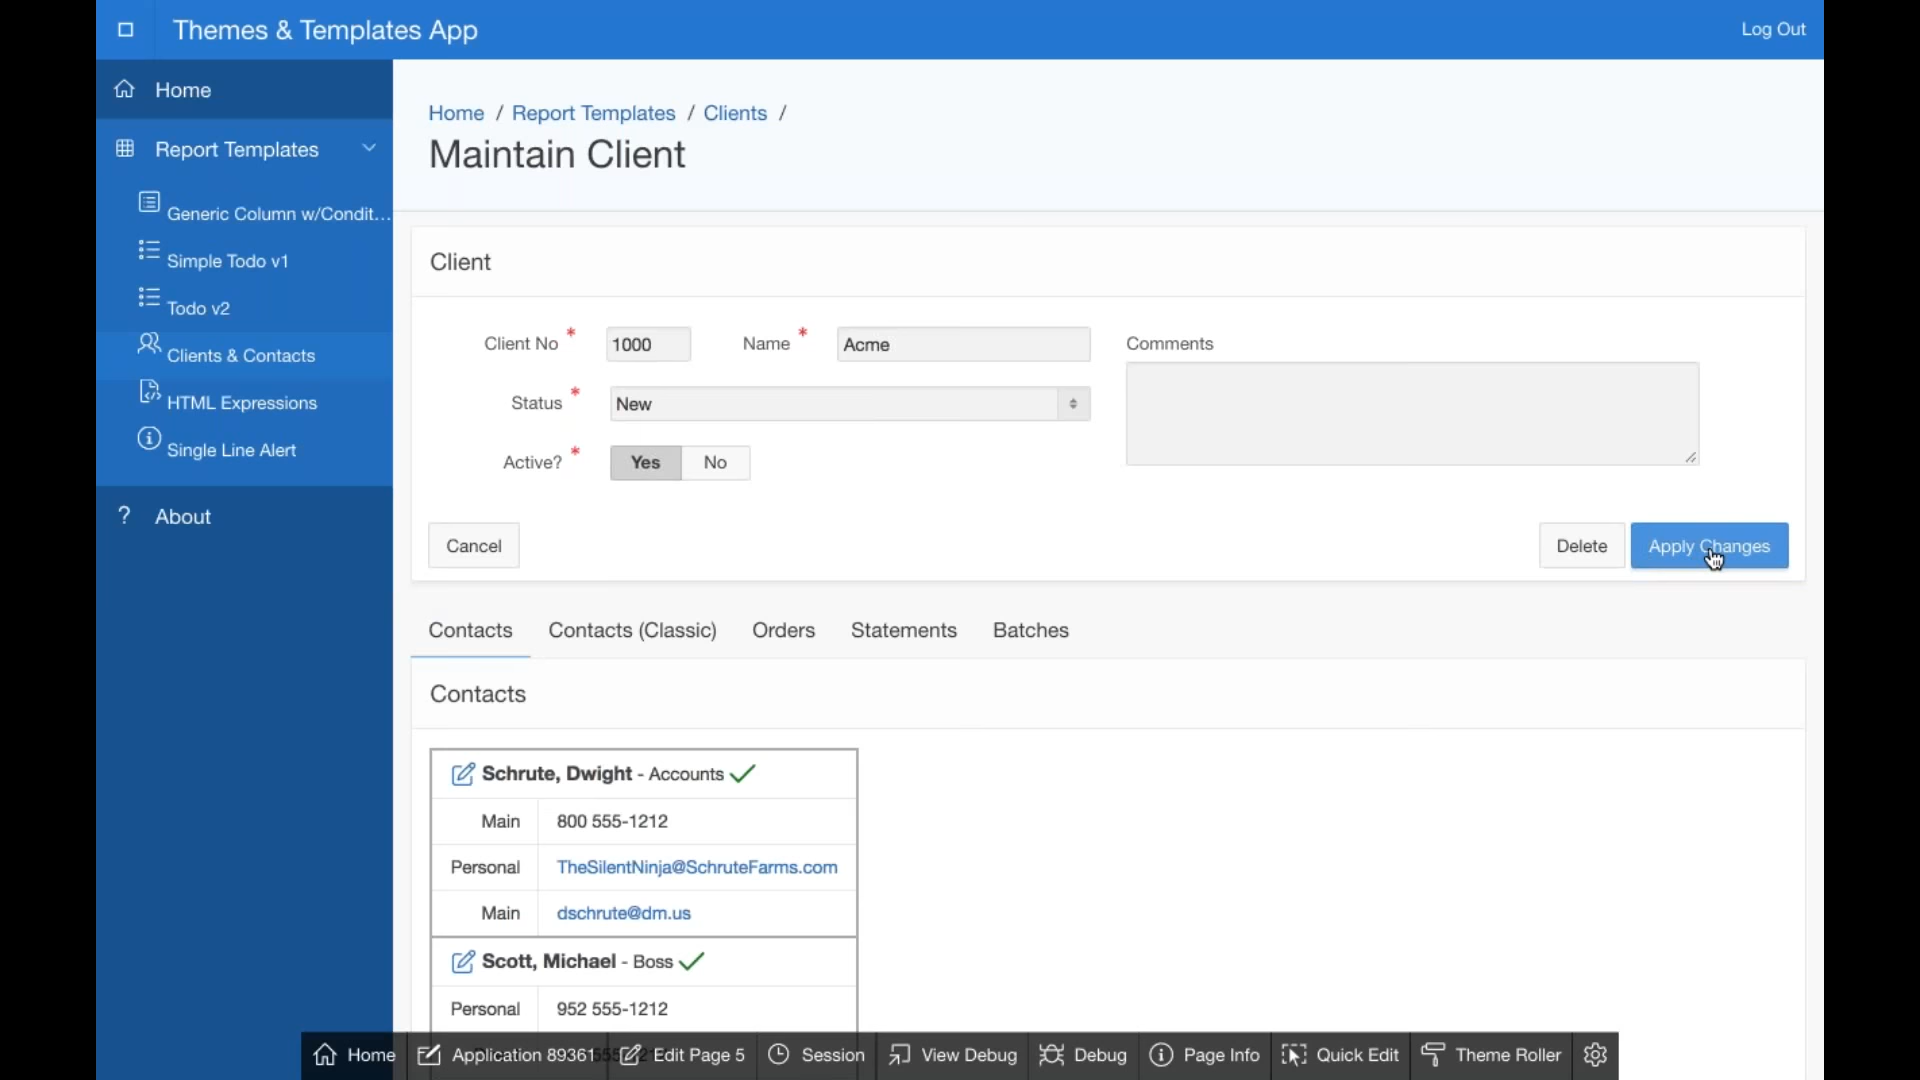 Themes & Templates App
Log Out
Home
Report Templates
Generic Column w/Condit...
Simple Todo v1
Todo v2
Clients & Contacts
HTML Expressions
Single Line Alert
? About
Home / Report Templates / Clients /
Maintain Client
Client
Client No * 1000 Name * Acme
Comments
Status * New
Active? * Yes No
Cancel Delete Apply Changes
Contacts Contacts (Classic) Orders Statements Batches
Contacts
Schrute, Dwight - Accounts
Main 800 555-1212
Personal TheSilentNinja@SchruteFarms.com
Main dschrute@dm.us
Scott, Michael - Boss
Personal 952 555-1212
Home Application 89361 Edit Page 5 Session View Debug Debug Page Info Quick Edit Theme Roller